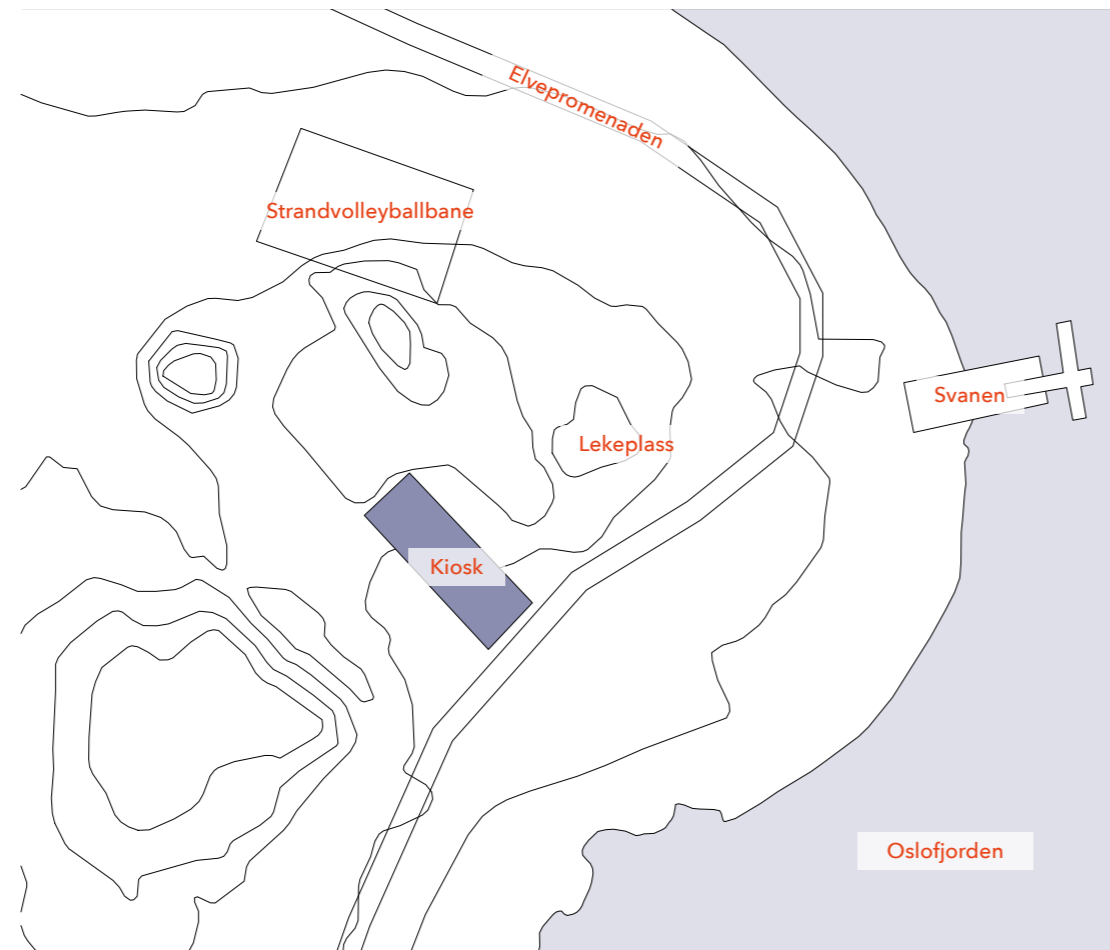 Elvepromenaden
Strandvolleyballbane
Svanen
Lekeplass
Kiosk
Oslofjorden